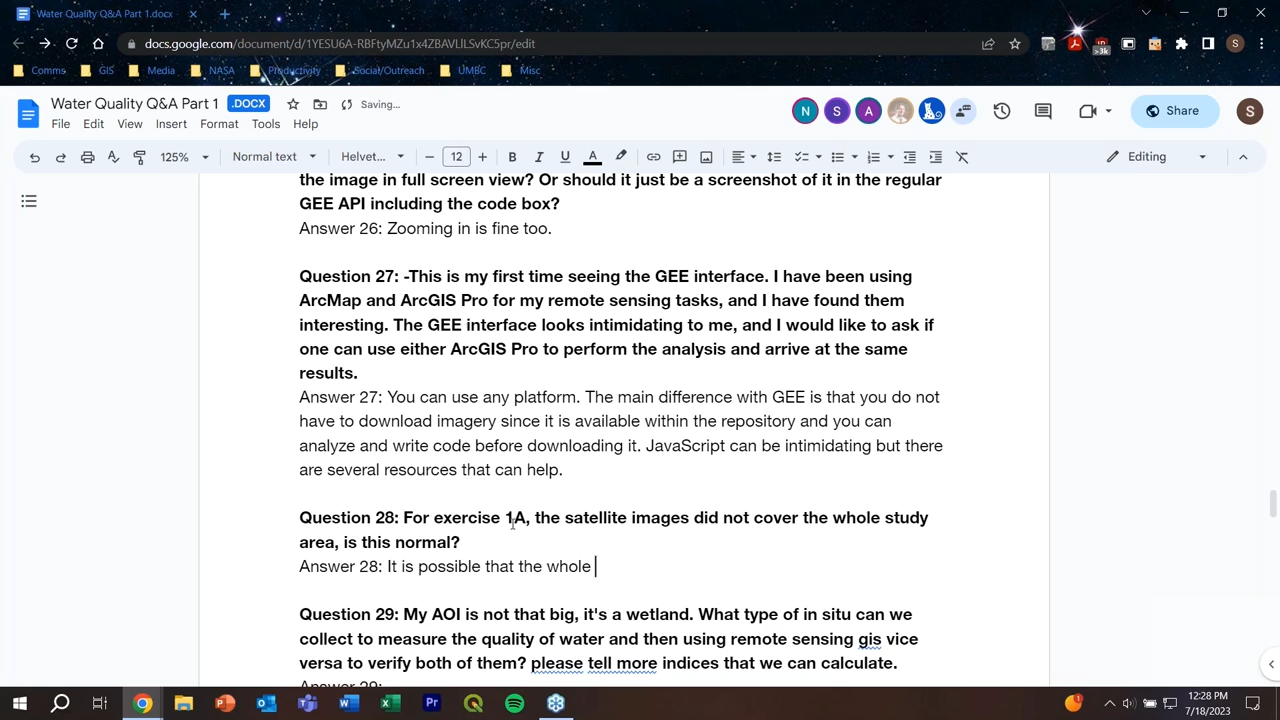 Water Quality Q&A Part 1.docx
docs.google.com/document/d/1YESU6A-RBFtyMZu1x4ZBAVLlLSvKC5pr/edit
>3k
S
Comms GIS Media NASA Productivity Social/Outreach UMBC Misc
Water Quality Q&A Part 1 .DOCX Saving...
File Edit View Insert Format Tools Help
N S A Share S
125% Normal text Helvet... 12 B I U A Editing
the image in full screen view? Or should it just be a screenshot of it in the regular
GEE API including the code box?
Answer 26: Zooming in is fine too.
Question 27: -This is my first time seeing the GEE interface. I have been using
ArcMap and ArcGIS Pro for my remote sensing tasks, and I have found them
interesting. The GEE interface looks intimidating to me, and I would like to ask if
one can use either ArcGIS Pro to perform the analysis and arrive at the same
results.
Answer 27: You can use any platform. The main difference with GEE is that you do not
have to download imagery since it is available within the repository and you can
analyze and write code before downloading it. JavaScript can be intimidating but there
are several resources that can help.
Question 28: For exercise 1A, the satellite images did not cover the whole study
area, is this normal?
Answer 28: It is possible that the whole
Question 29: My AOI is not that big, it's a wetland. What type of in situ can we
collect to measure the quality of water and then using remote sensing gis vice
versa to verify both of them? please tell more indices that we can calculate.
Answer 29:
12:28 PM
7/18/2023